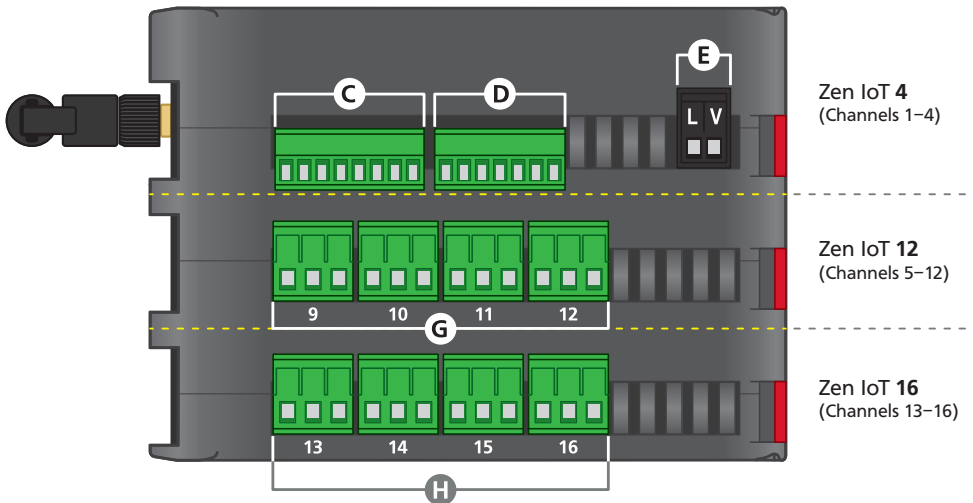 C D E
L V
Zen IoT 4
(Channels 1–4)
Zen IoT 12
(Channels 5–12)
9 10 11 12
G
Zen IoT 16
(Channels 13–16)
13 14 15 16
H